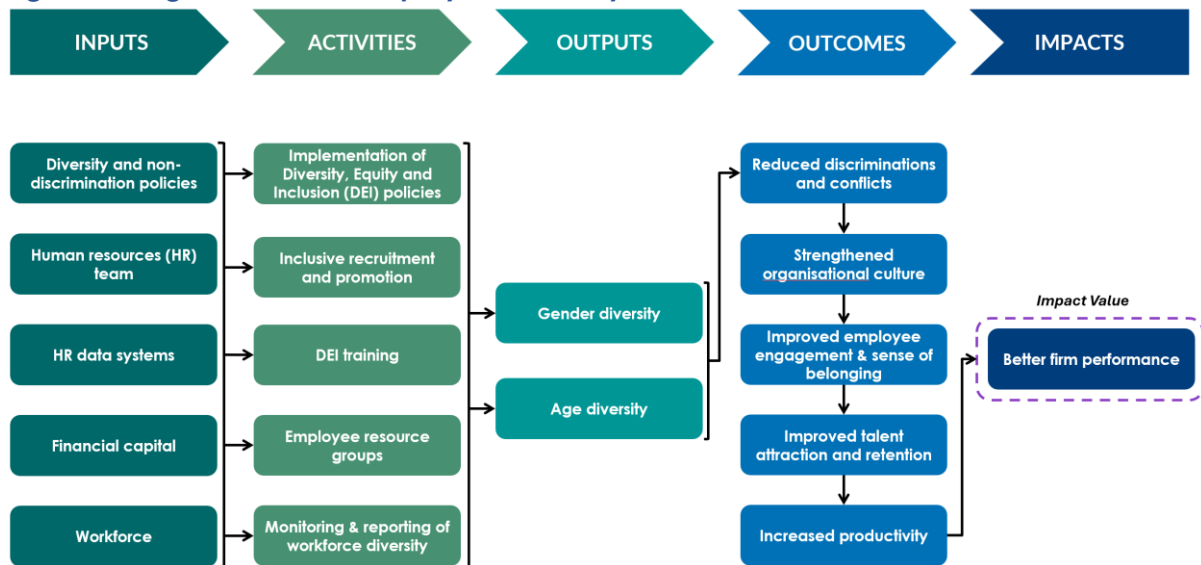 INPUTS
ACTIVITIES
OUTPUTS
OUTCOMES
IMPACTS
Diversity and non-
discrimination policies
Human resources (HR)
team
HR data systems
Financial capital
Workforce
Implementation of
Diversity, Equity and
Inclusion (DEI) policies
Inclusive recruitment
and promotion
DEI training
Employee resource
groups
Monitoring & reporting of
workforce diversity
Gender diversity
Age diversity
Reduced discriminations
and conflicts
Strengthened
organisational culture
Improved employee
engagement & sense of
belonging
Improved talent
attraction and retention
Increased productivity
Impact Value
Better firm performance